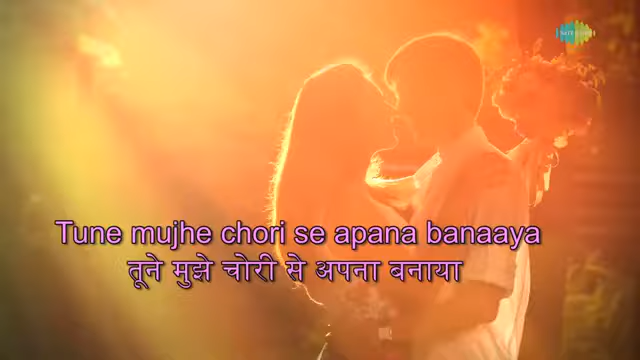 Tune mujhe chori se apana banaaya
तूने मुझे चोरी से अपना बनाया